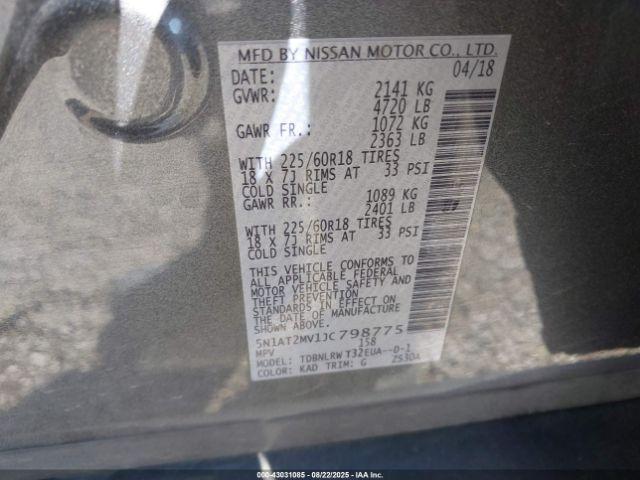 MFD BY NISSAN MOTOR CO., LTD.
DATE: 04/18
GVWR: 2141 KG
4720 LB
GAWR FR.: 1072 KG
2363 LB
WITH 225/60R18 TIRES
18 X 7J RIMS AT 33 PSI
COLD SINGLE
GAWR RR.: 1089 KG
2401 LB
WITH 225/60R18 TIRES
18 X 7J RIMS AT 33 PSI
COLD SINGLE
THIS VEHICLE CONFORMS TO
ALL APPLICABLE FEDERAL
MOTOR VEHICLE SAFETY AND
THEFT PREVENTION
STANDARDS IN EFFECT ON
THE DATE OF MANUFACTURE
SHOWN ABOVE.
5N1AT2MV1JC798775
MPV 158
MODEL: TDBNLRW T32EUA--D-1
COLOR: KAD TRIM: G ZS30A
000-43031085 - 08/22/2025 - IAA Inc.